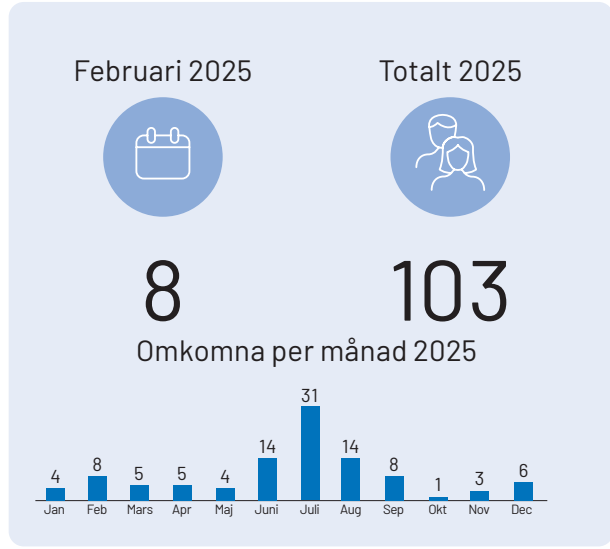 Februari 2025 Totalt 2025
8 103
Omkomna per månad 2025
4 8 5 5 4 14 31 14 8 1 3 6
Jan Feb Mars Apr Maj Juni Juli Aug Sep Okt Nov Dec